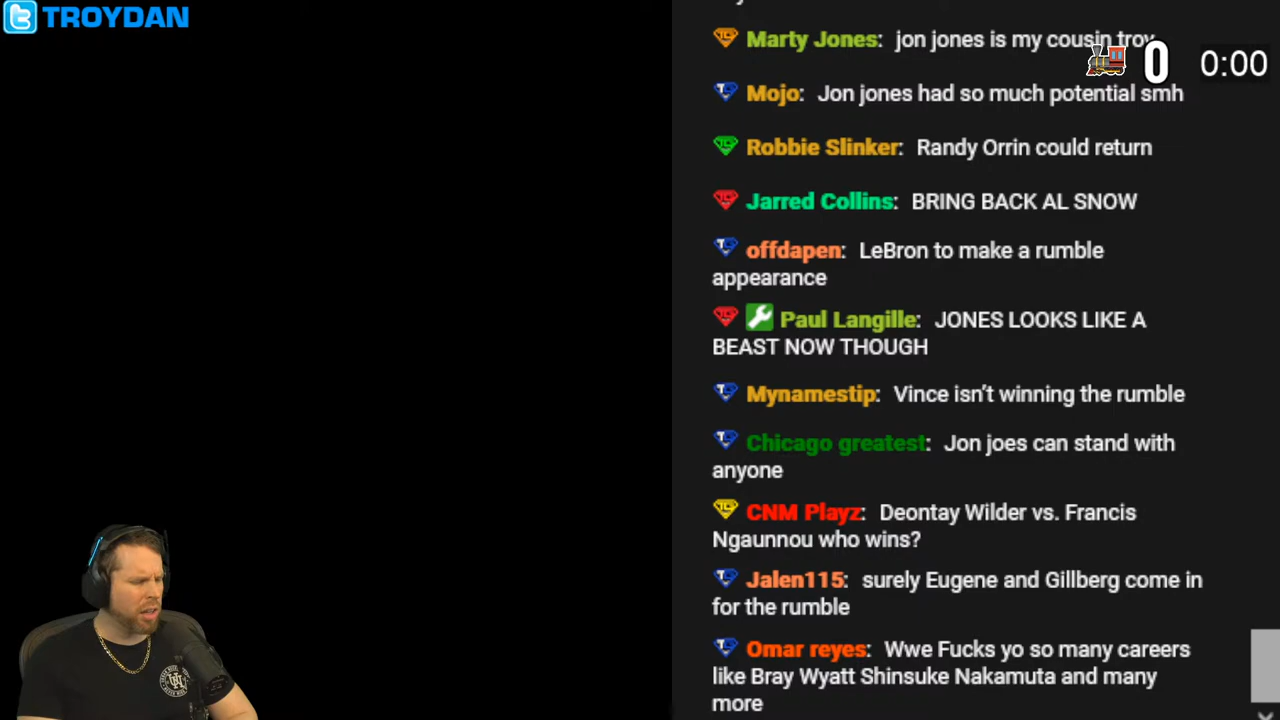 TROYDAN
Marty Jones: jon jones is my cousin troy
0 0:00
Mojo: Jon jones had so much potential smh
Robbie Slinker: Randy Orrin could return
Jarred Collins: BRING BACK AL SNOW
offdapen: LeBron to make a rumble
appearance
Paul Langille: JONES LOOKS LIKE A
BEAST NOW THOUGH
Mynamestip: Vince isn't winning the rumble
Chicago greatest: Jon joes can stand with
anyone
CNM Playz: Deontay Wilder vs. Francis
Ngaunnou who wins?
Jalen115: surely Eugene and Gillberg come in
for the rumble
Omar reyes: Wwe Fucks yo so many careers
like Bray Wyatt Shinsuke Nakamuta and many
more